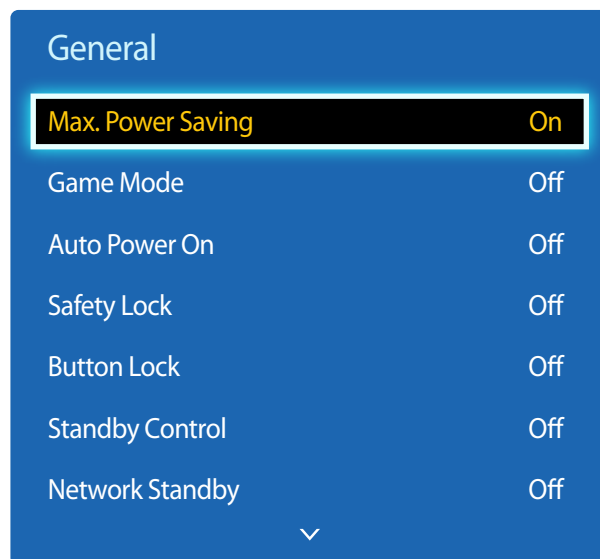 General
Max. Power Saving On
Game Mode Off
Auto Power On Off
Safety Lock Off
Button Lock Off
Standby Control Off
Network Standby Off